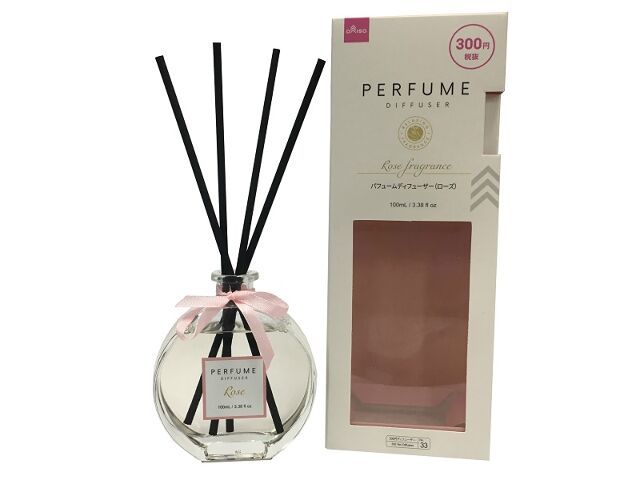 DAISO
300円
税抜
PERFUME
DIFFUSER
RELAXING
FRAGRANCE
Rose fragrance
パフュームディフューザー(ローズ)
100mL / 3.38 fl oz
PERFUME
DIFFUSER
Rose
100mL / 3.38 fl oz
33